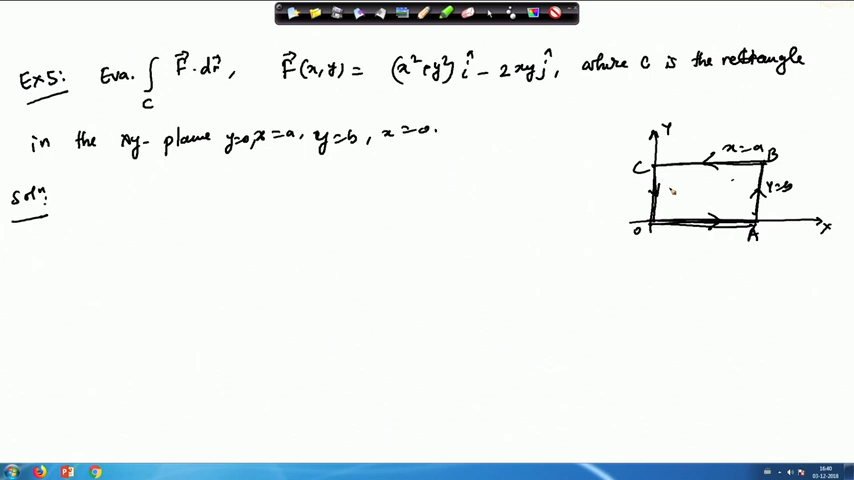 Ex5: Eva. ∫_C F⃗·dr⃗, F⃗(x,y) = (x²+y²) î - 2xy ĵ, where C is the rectangle
in the xy-plane y=0, x=a, y=b, x=0.
Solⁿ:
Y
C
x=a
B
y=b
O
A
X
16:40
03-12-2018